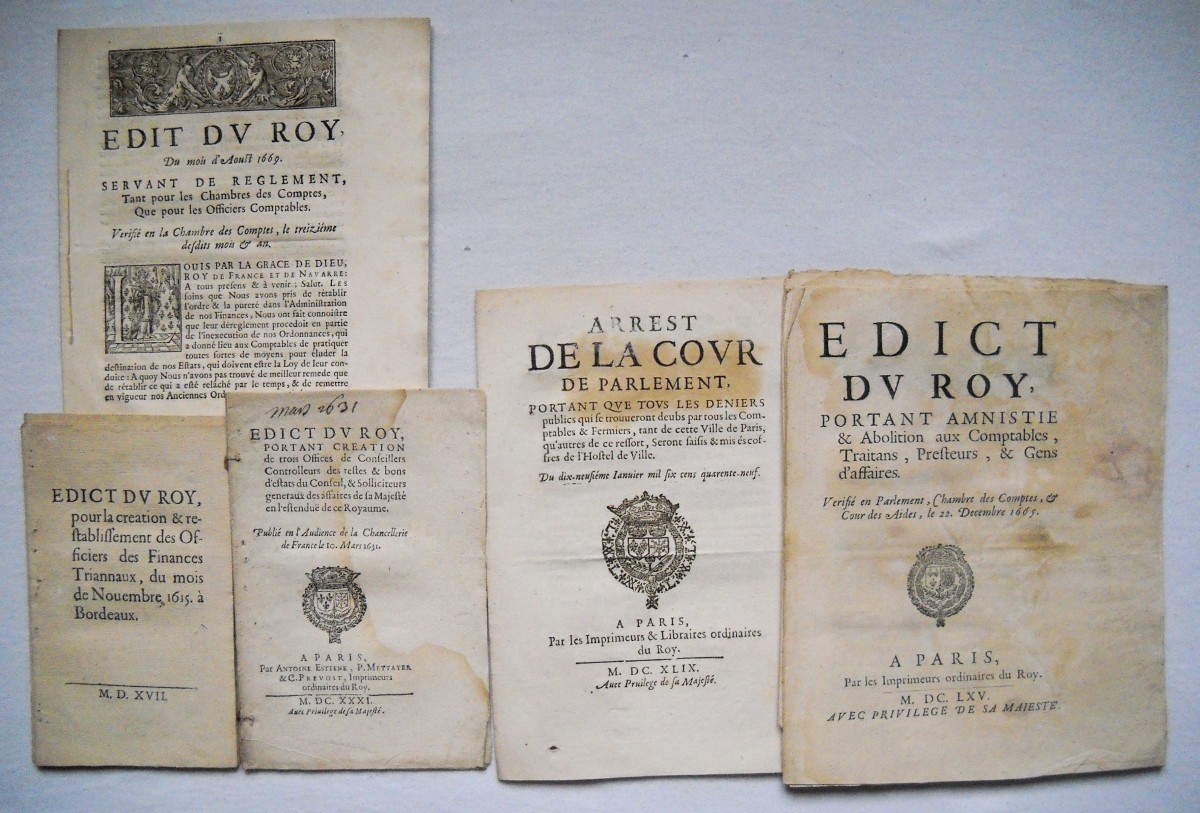 1
EDIT DV ROY,
Du mois d'Aoust 1669.
SERVANT DE REGLEMENT,
Tant pour les Chambres des Comptes,
Que pour les Officiers Comptables.
Verifié en la Chambre des Comptes, le treiziéme
desdits mois & an.
OUIS PAR LA GRACE DE DIEU,
ROY DE FRANCE ET DE NAVARRE:
A tous presens & à venir; Salut. LES
soins que Nous avons pris de rétablir
l'ordre & la pureté dans l'Administration
de nos Finances, Nous ont fait connoistre
que leur déreglement procedoit en partie
de l'inexecution de nos Ordonnances, qui
a donné lieu aux Comptables de pratiquer
toutes sortes de moyens pour éluder la
destination de nos Estats, qui doivent estre la Loy de leur con-
duite: A quoy Nous n'avons pas trouvé de meilleur remede que
de rétablir ce qui a esté relâché par le temps, & de remettre
en vigueur nos Anciennes Ord
EDICT DV ROY,
pour la creation & re-
stablissement des Of-
ficiers des Finances
Triannaux, du mois
de Nouembre 1615. à
Bordeaux.
M. D. XVII.
mars 1631
EDICT DV ROY,
PORTANT CREATION
de trois Offices de Conseillers
Controlleurs des restes & bons
d'estats du Conseil, & Solliciteurs
generaux des affaires de sa Majesté
en l'estenduë de ce Royaume.
Publié en l'Audience de la Chancellerie
de France le 10. Mars 1631.
A PARIS,
Par ANTOINE ESTIENE, P. METTAYER
& C. PREVOST, Imprimeurs
ordinaires du Roy.
M. DC. XXXI.
Auec Priuilege de sa Majesté.
ARREST
DE LA COVR
DE PARLEMENT,
PORTANT QVE TOVS LES DENIERS
publics qui se trouueront deubs par tous les Com-
ptables & Fermiers, tant de cette Ville de Paris,
qu'autres de ce ressort, Seront saisis & mis és cof-
fres de l'Hostel de Ville.
Du dix-neufiéme Ianuier mil six cens quarente-neuf.
A PARIS,
Par les Imprimeurs & Libraires ordinaires
du Roy.
M. DC. XLIX.
Auec Priuilege de sa Majesté.
EDICT
DV ROY,
PORTANT AMNISTIE
& Abolition aux Comptables,
Traitans, Presteurs, & Gens
d'affaires.
Verifié en Parlement, Chambre des Comptes, &
Cour des Aides, le 22. Decembre 1665.
A PARIS,
Par les Imprimeurs ordinaires du Roy.
M. DC. LXV.
AVEC PRIVILEGE DE SA MAIESTE.